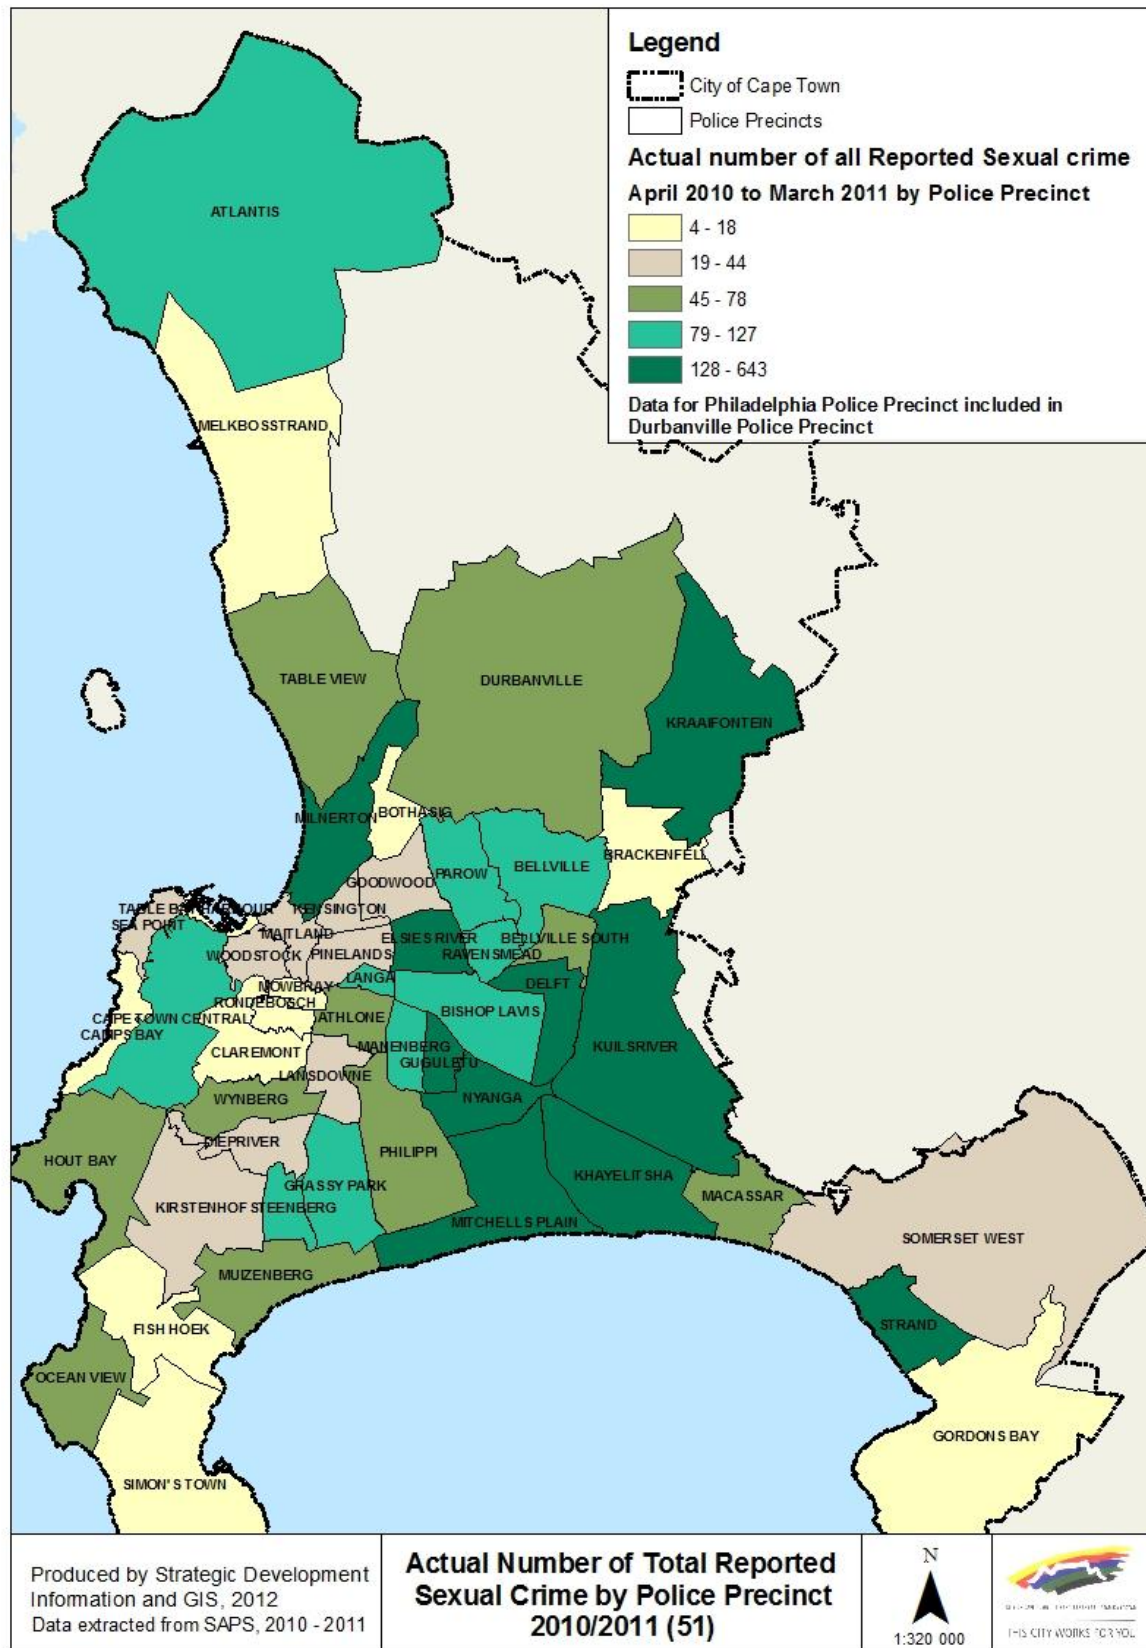 Legend
City of Cape Town
Police Precincts
Actual number of all Reported Sexual crime
April 2010 to March 2011 by Police Precinct
4 - 18
19 - 44
45 - 78
79 - 127
128 - 643
Data for Philadelphia Police Precinct included in
Durbanville Police Precinct
ATLANTIS
MELKBOSSTRAND
TABLE VIEW
DURBANVILLE
KRAAIFONTEIN
MILNERTON
BOTHASIG
BRACKENFELL
PAROW
BELLVILLE
GOODWOOD
TABLE BAY HARBOUR
KENSINGTON
SEA POINT
MAITLAND
ELSIES RIVER
BELLVILLE SOUTH
WOODSTOCK
PINELANDS
RAVENSMEAD
LANGA
DELFT
MOWBRAY
RONDEBOSCH
CAPE TOWN CENTRAL
ATHLONE
BISHOP LAVIS
CAMPS BAY
CLAREMONT
MANENBERG
KUILSRIVER
GUGULETU
LANSDOWNE
WYNBERG
NYANGA
DIEPRIVER
HOUT BAY
PHILIPPI
KHAYELITSHA
GRASSY PARK
MACASSAR
KIRSTENHOF
STEENBERG
MITCHELLS PLAIN
SOMERSET WEST
MUIZENBERG
FISH HOEK
STRAND
OCEAN VIEW
GORDONS BAY
SIMON'S TOWN
Produced by Strategic Development
Information and GIS, 2012
Data extracted from SAPS, 2010 - 2011
Actual Number of Total Reported
Sexual Crime by Police Precinct
2010/2011 (51)
N
1:320 000
THIS CITY WORKS FOR YOU